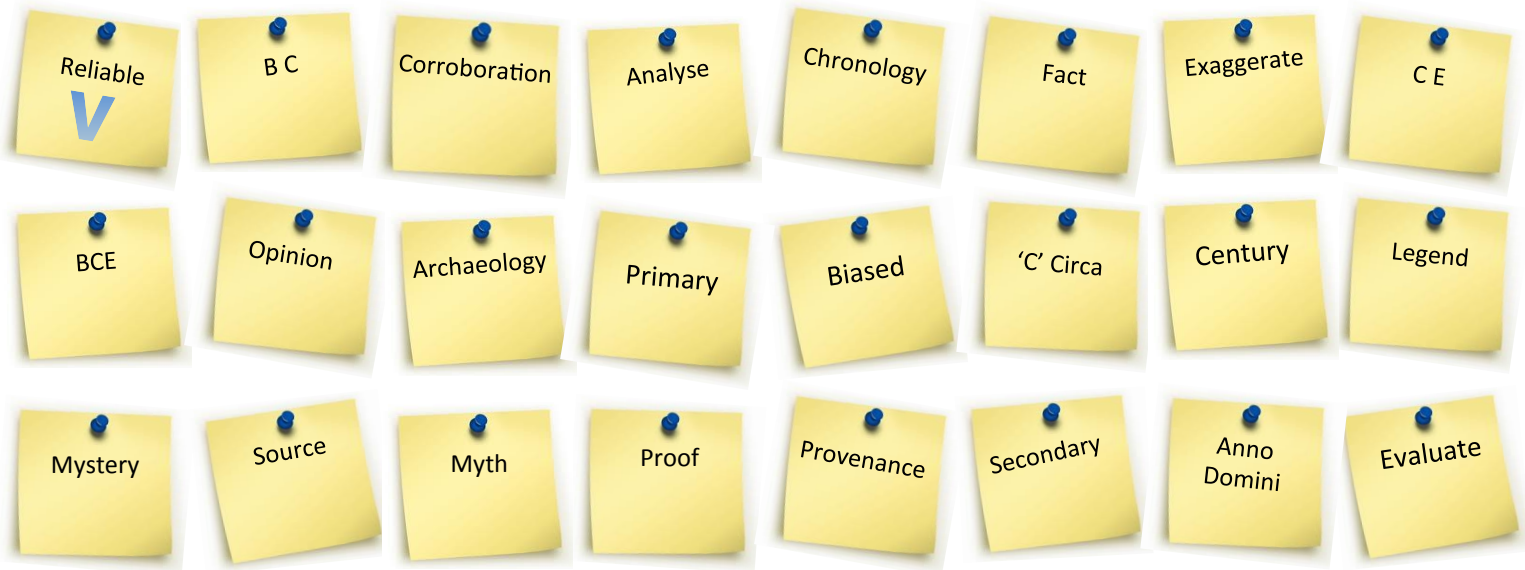 Reliable
V
B C
Corroboration
Analyse
Chronology
Fact
Exaggerate
C E
BCE
Opinion
Archaeology
Primary
Biased
‘C’ Circa
Century
Legend
Mystery
Source
Myth
Proof
Provenance
Secondary
Anno
Domini
Evaluate